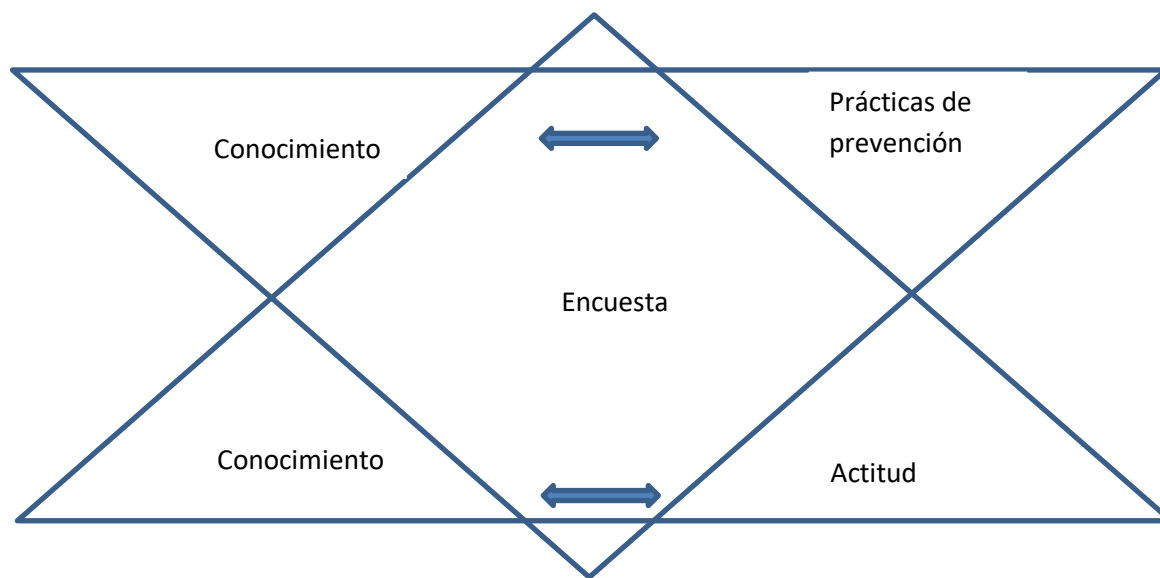 Conocimiento
Prácticas de
prevención
Encuesta
Conocimiento
Actitud